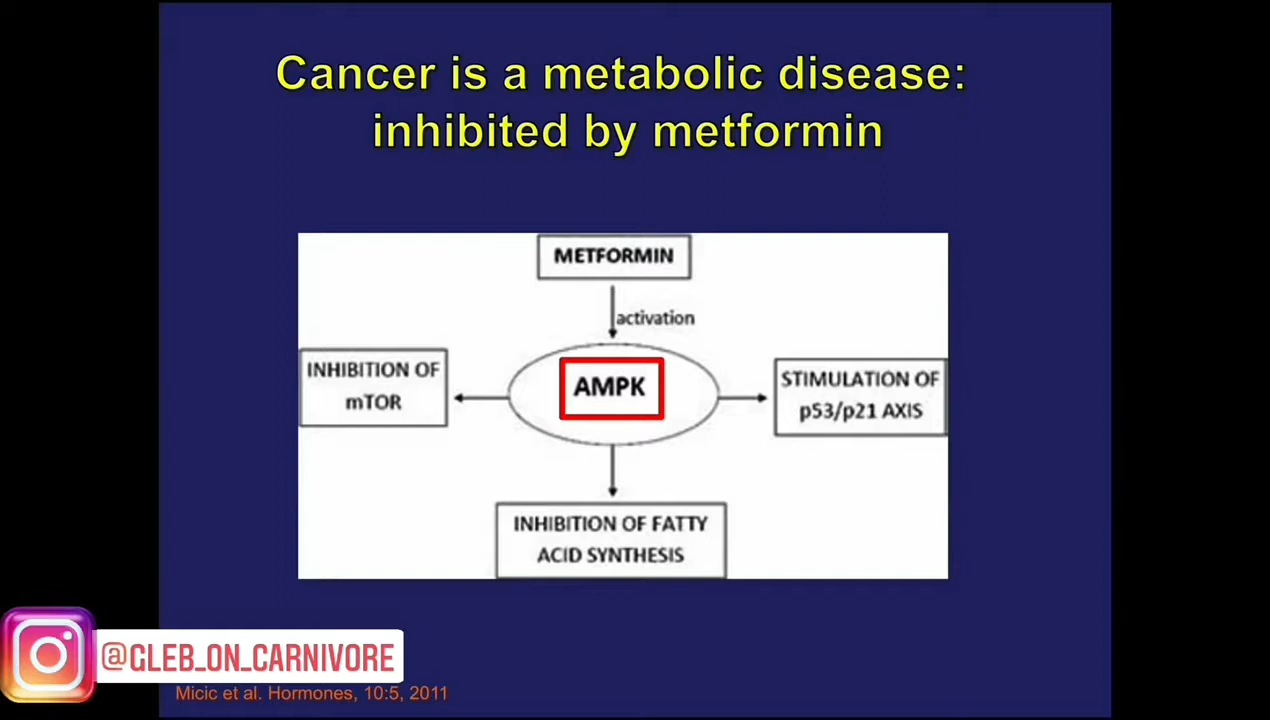 Cancer is a metabolic disease:
inhibited by metformin
METFORMIN
activation
INHIBITION OF
mTOR
AMPK
STIMULATION OF
p53/p21 AXIS
INHIBITION OF FATTY
ACID SYNTHESIS
@GLEB_ON_CARNIVORE
Micic et al. Hormones, 10:5, 2011